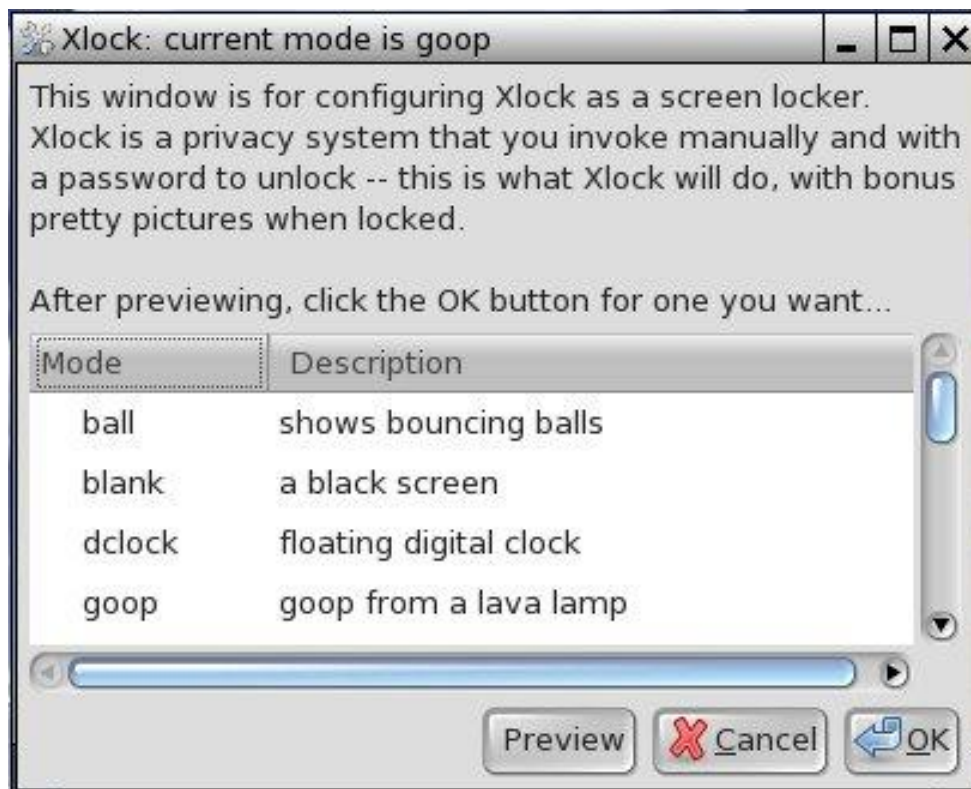 Xlock: current mode is goop
This window is for configuring Xlock as a screen locker.
Xlock is a privacy system that you invoke manually and with
a password to unlock -- this is what Xlock will do, with bonus
pretty pictures when locked.
After previewing, click the OK button for one you want...
Mode Description
ball shows bouncing balls
blank a black screen
dclock floating digital clock
goop goop from a lava lamp
Preview Cancel OK